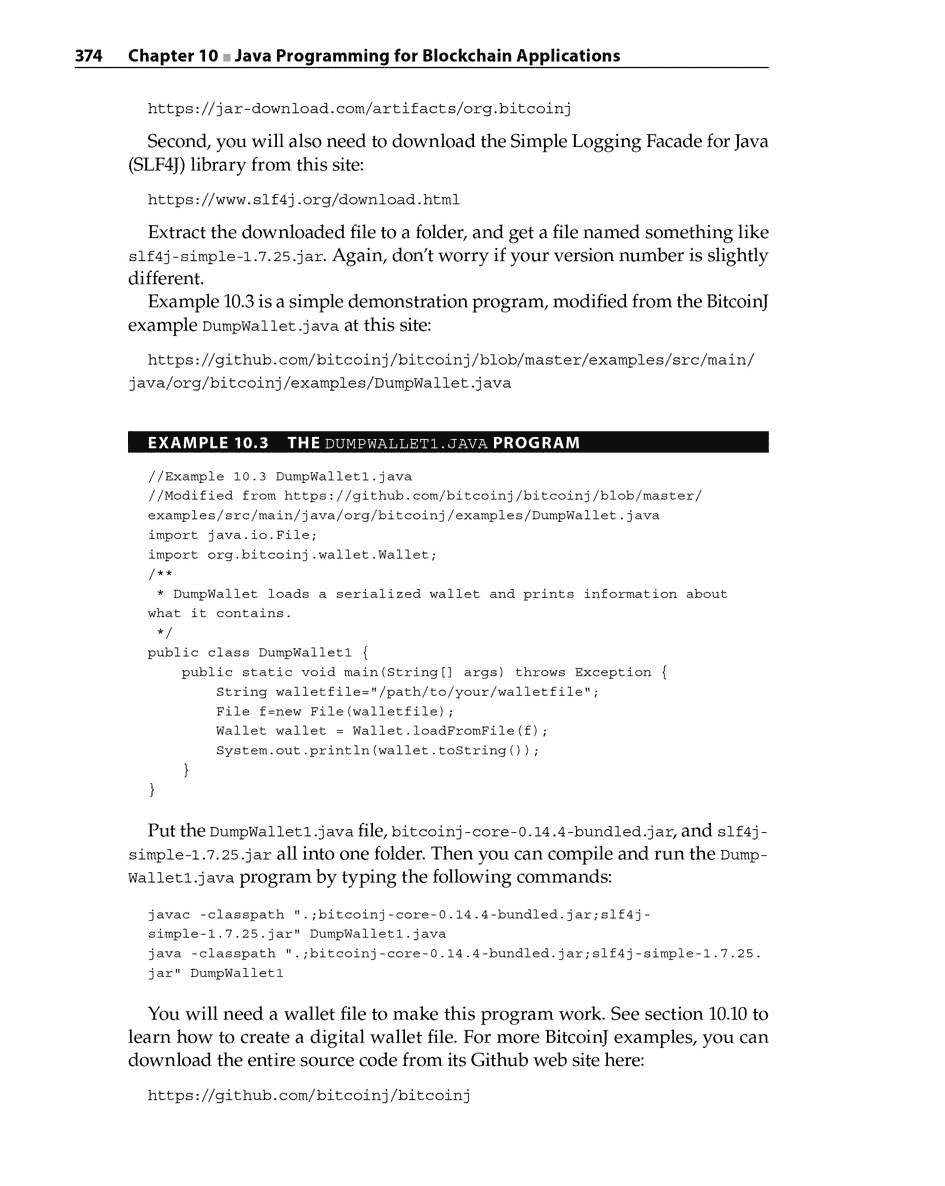 374 Chapter 10 ■ Java Programming for Blockchain Applications
https://jar-download.com/artifacts/org.bitcoinj
Second, you will also need to download the Simple Logging Facade for Java
(SLF4J) library from this site:
https://www.slf4j.org/download.html
Extract the downloaded file to a folder, and get a file named something like
slf4j-simple-1.7.25.jar. Again, don’t worry if your version number is slightly
different.
Example 10.3 is a simple demonstration program, modified from the BitcoinJ
example DumpWallet.java at this site:
https://github.com/bitcoinj/bitcoinj/blob/master/examples/src/main/
java/org/bitcoinj/examples/DumpWallet.java
EXAMPLE 10.3 THE DUMPWALLET1.JAVA PROGRAM
//Example 10.3 DumpWallet1.java
//Modified from https://github.com/bitcoinj/bitcoinj/blob/master/
examples/src/main/java/org/bitcoinj/examples/DumpWallet.java
import java.io.File;
import org.bitcoinj.wallet.Wallet;
/**
* DumpWallet loads a serialized wallet and prints information about
what it contains.
*/
public class DumpWallet1 {
public static void main(String[] args) throws Exception {
String walletfile="/path/to/your/walletfile";
File f=new File(walletfile);
Wallet wallet = Wallet.loadFromFile(f);
System.out.println(wallet.toString());
}
}
Put the DumpWallet1.java file, bitcoinj-core-0.14.4-bundled.jar, and slf4j-
simple-1.7.25.jar all into one folder. Then you can compile and run the Dump-
Wallet1.java program by typing the following commands:
javac -classpath ".;bitcoinj-core-0.14.4-bundled.jar;slf4j-
simple-1.7.25.jar" DumpWallet1.java
java -classpath ".;bitcoinj-core-0.14.4-bundled.jar;slf4j-simple-1.7.25.
jar" DumpWallet1
You will need a wallet file to make this program work. See section 10.10 to
learn how to create a digital wallet file. For more BitcoinJ examples, you can
download the entire source code from its Github web site here:
https://github.com/bitcoinj/bitcoinj